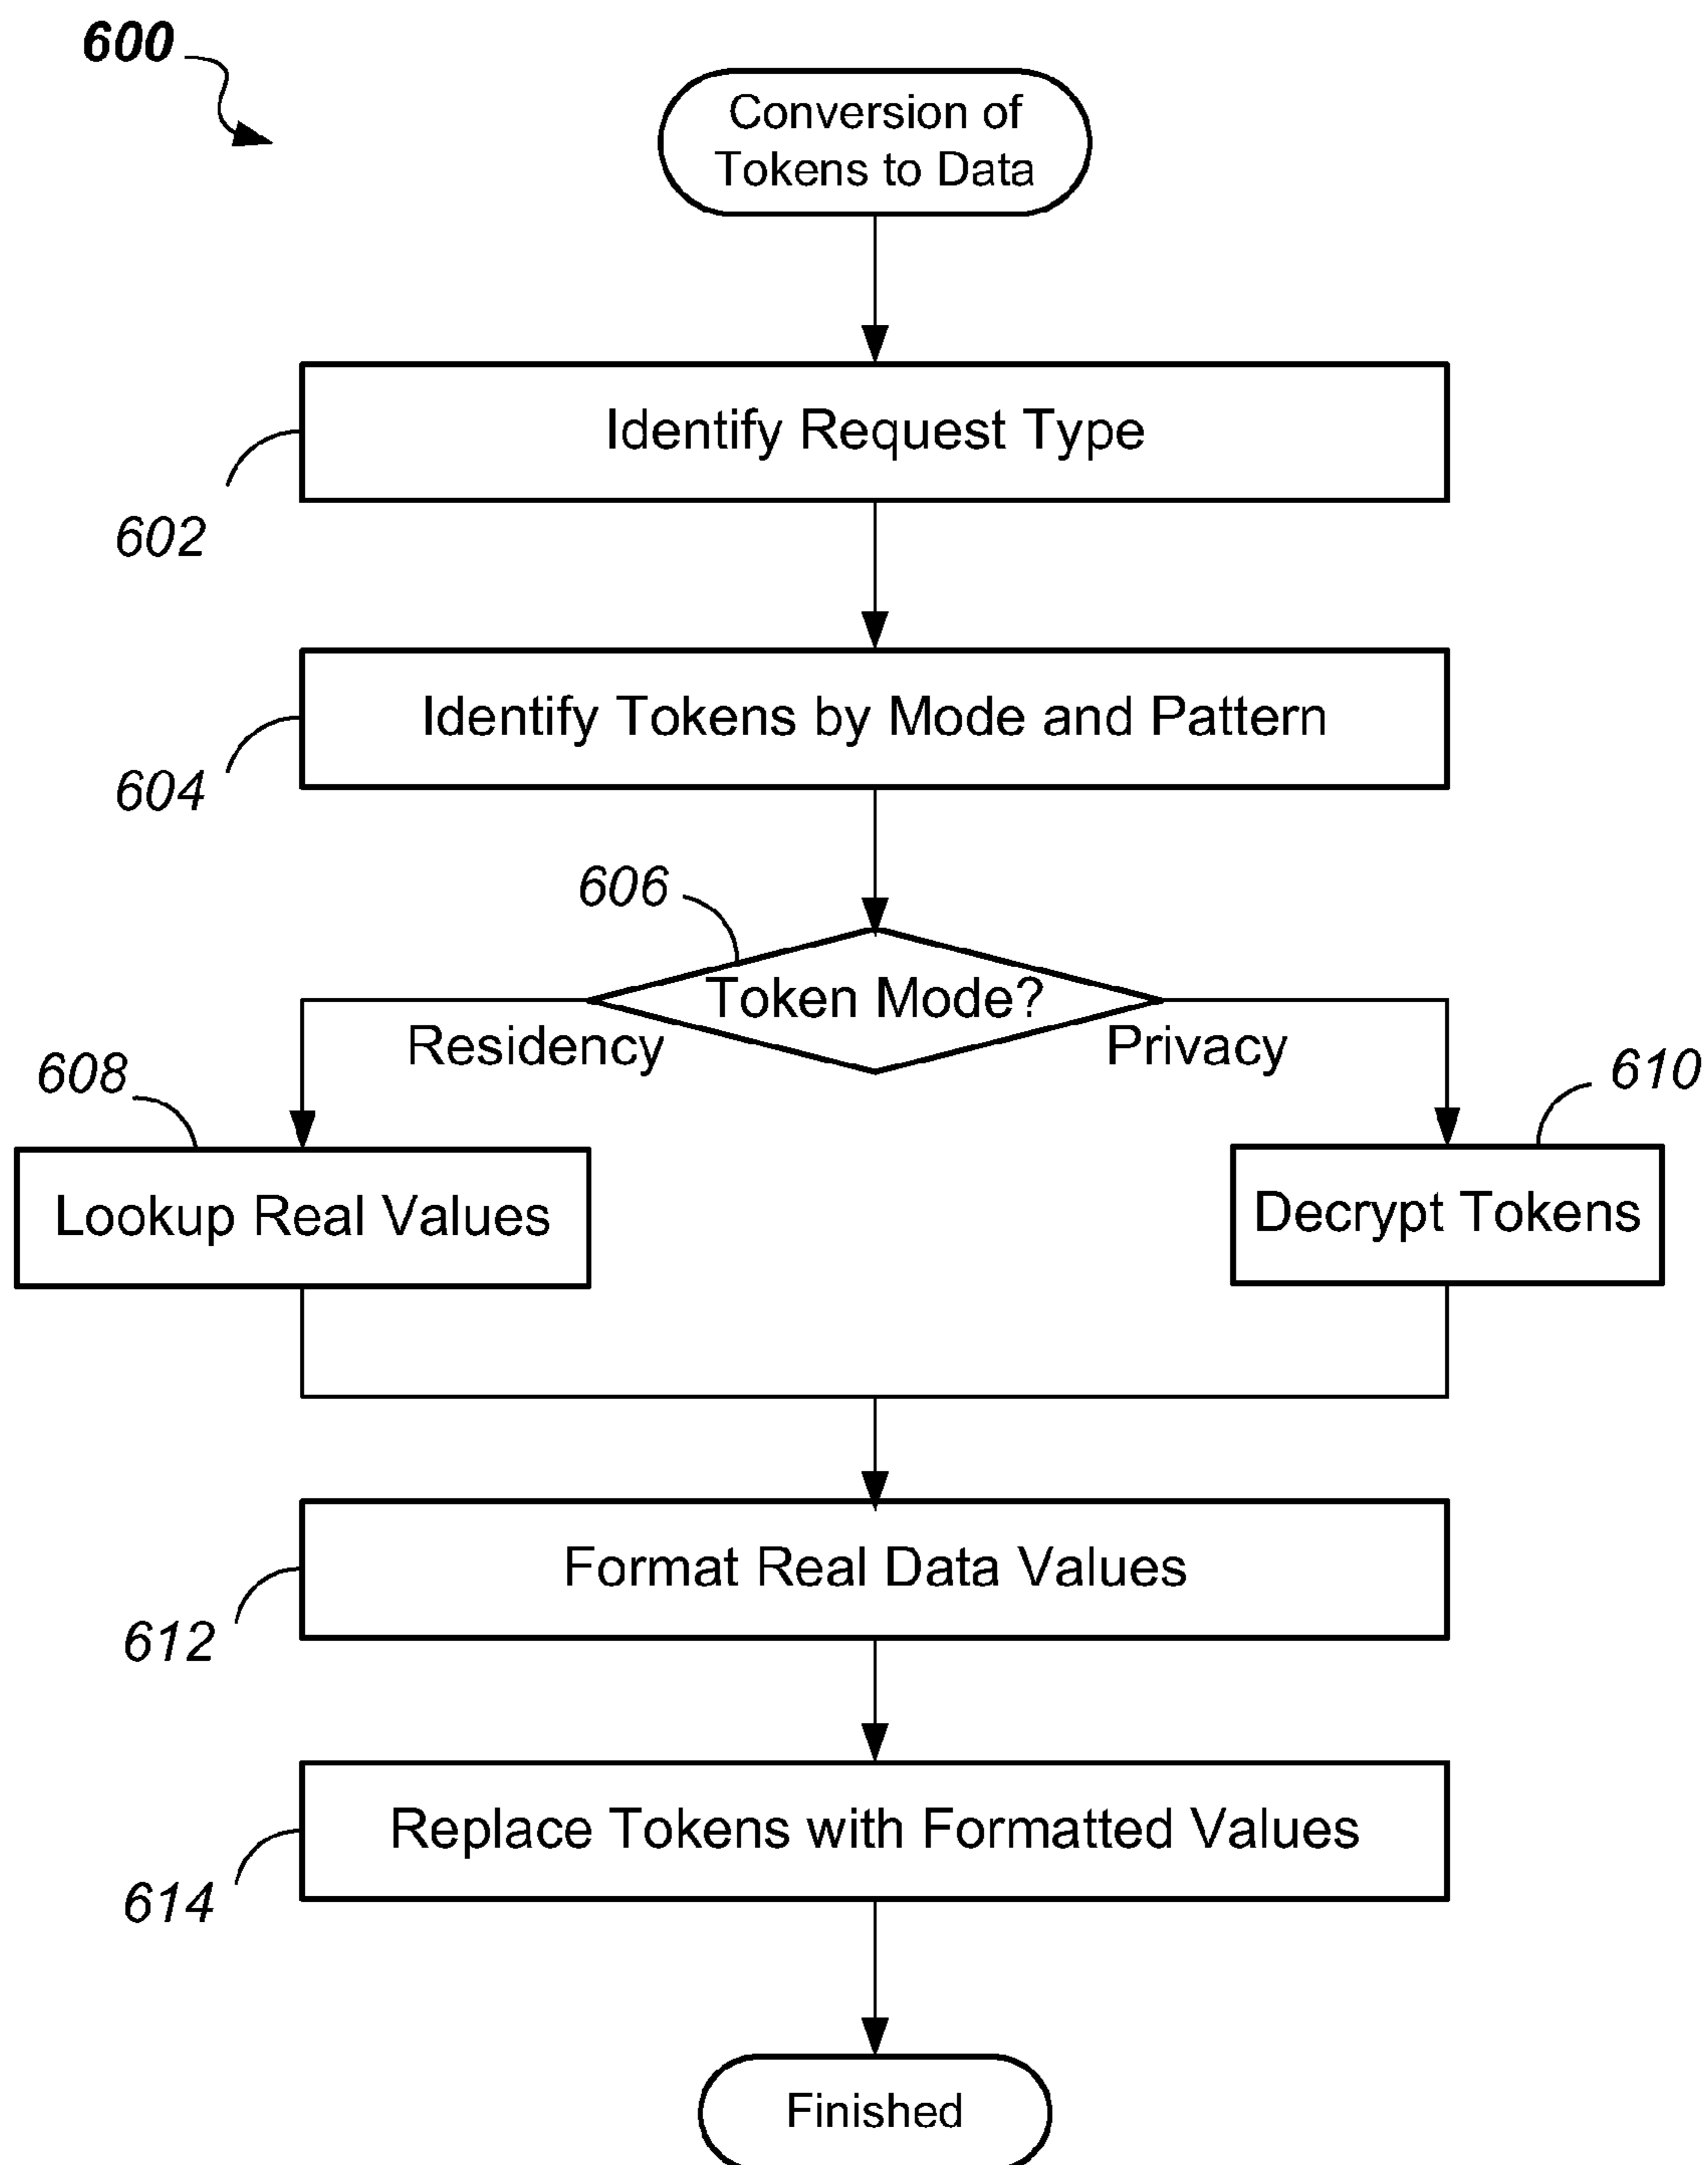 600
Conversion of
Tokens to Data
Identify Request Type
602
Identify Tokens by Mode and Pattern
604
606
Token Mode?
Residency
Privacy
608
610
Lookup Real Values
Decrypt Tokens
Format Real Data Values
612
Replace Tokens with Formatted Values
614
Finished